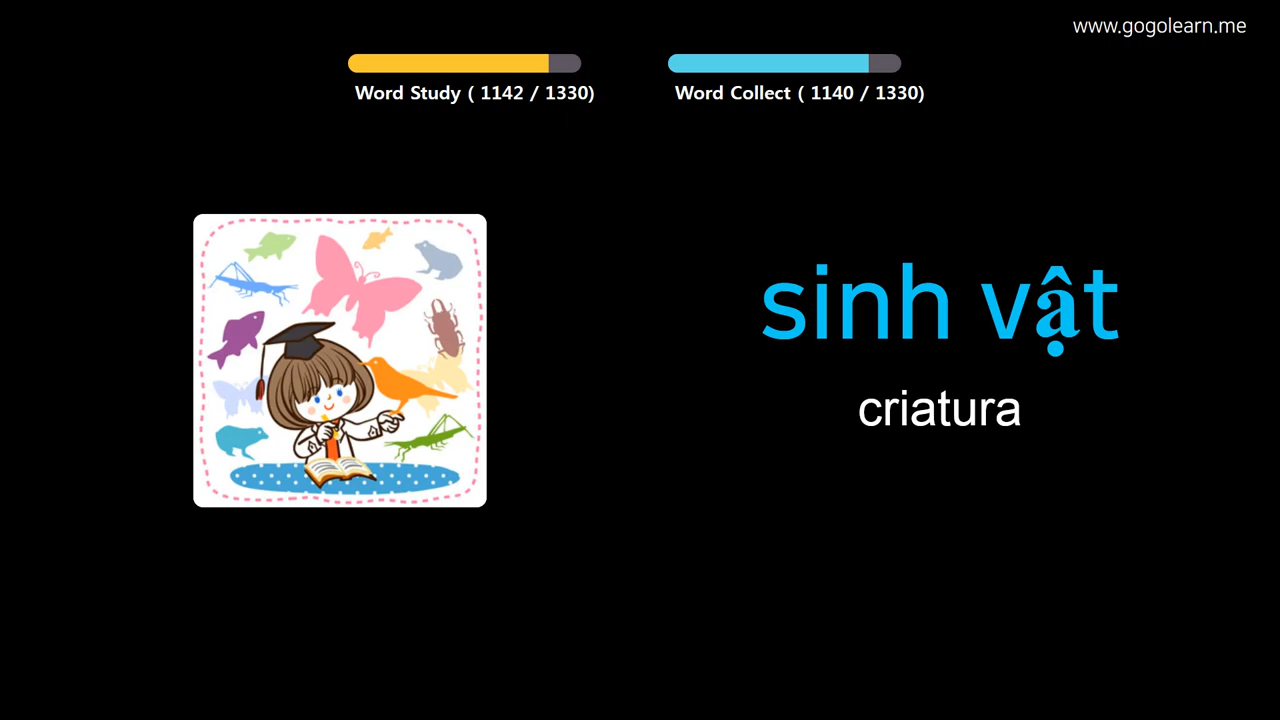 www.gogolearn.me
Word Study ( 1142 / 1330)
Word Collect ( 1140 / 1330)
sinh vật
criatura